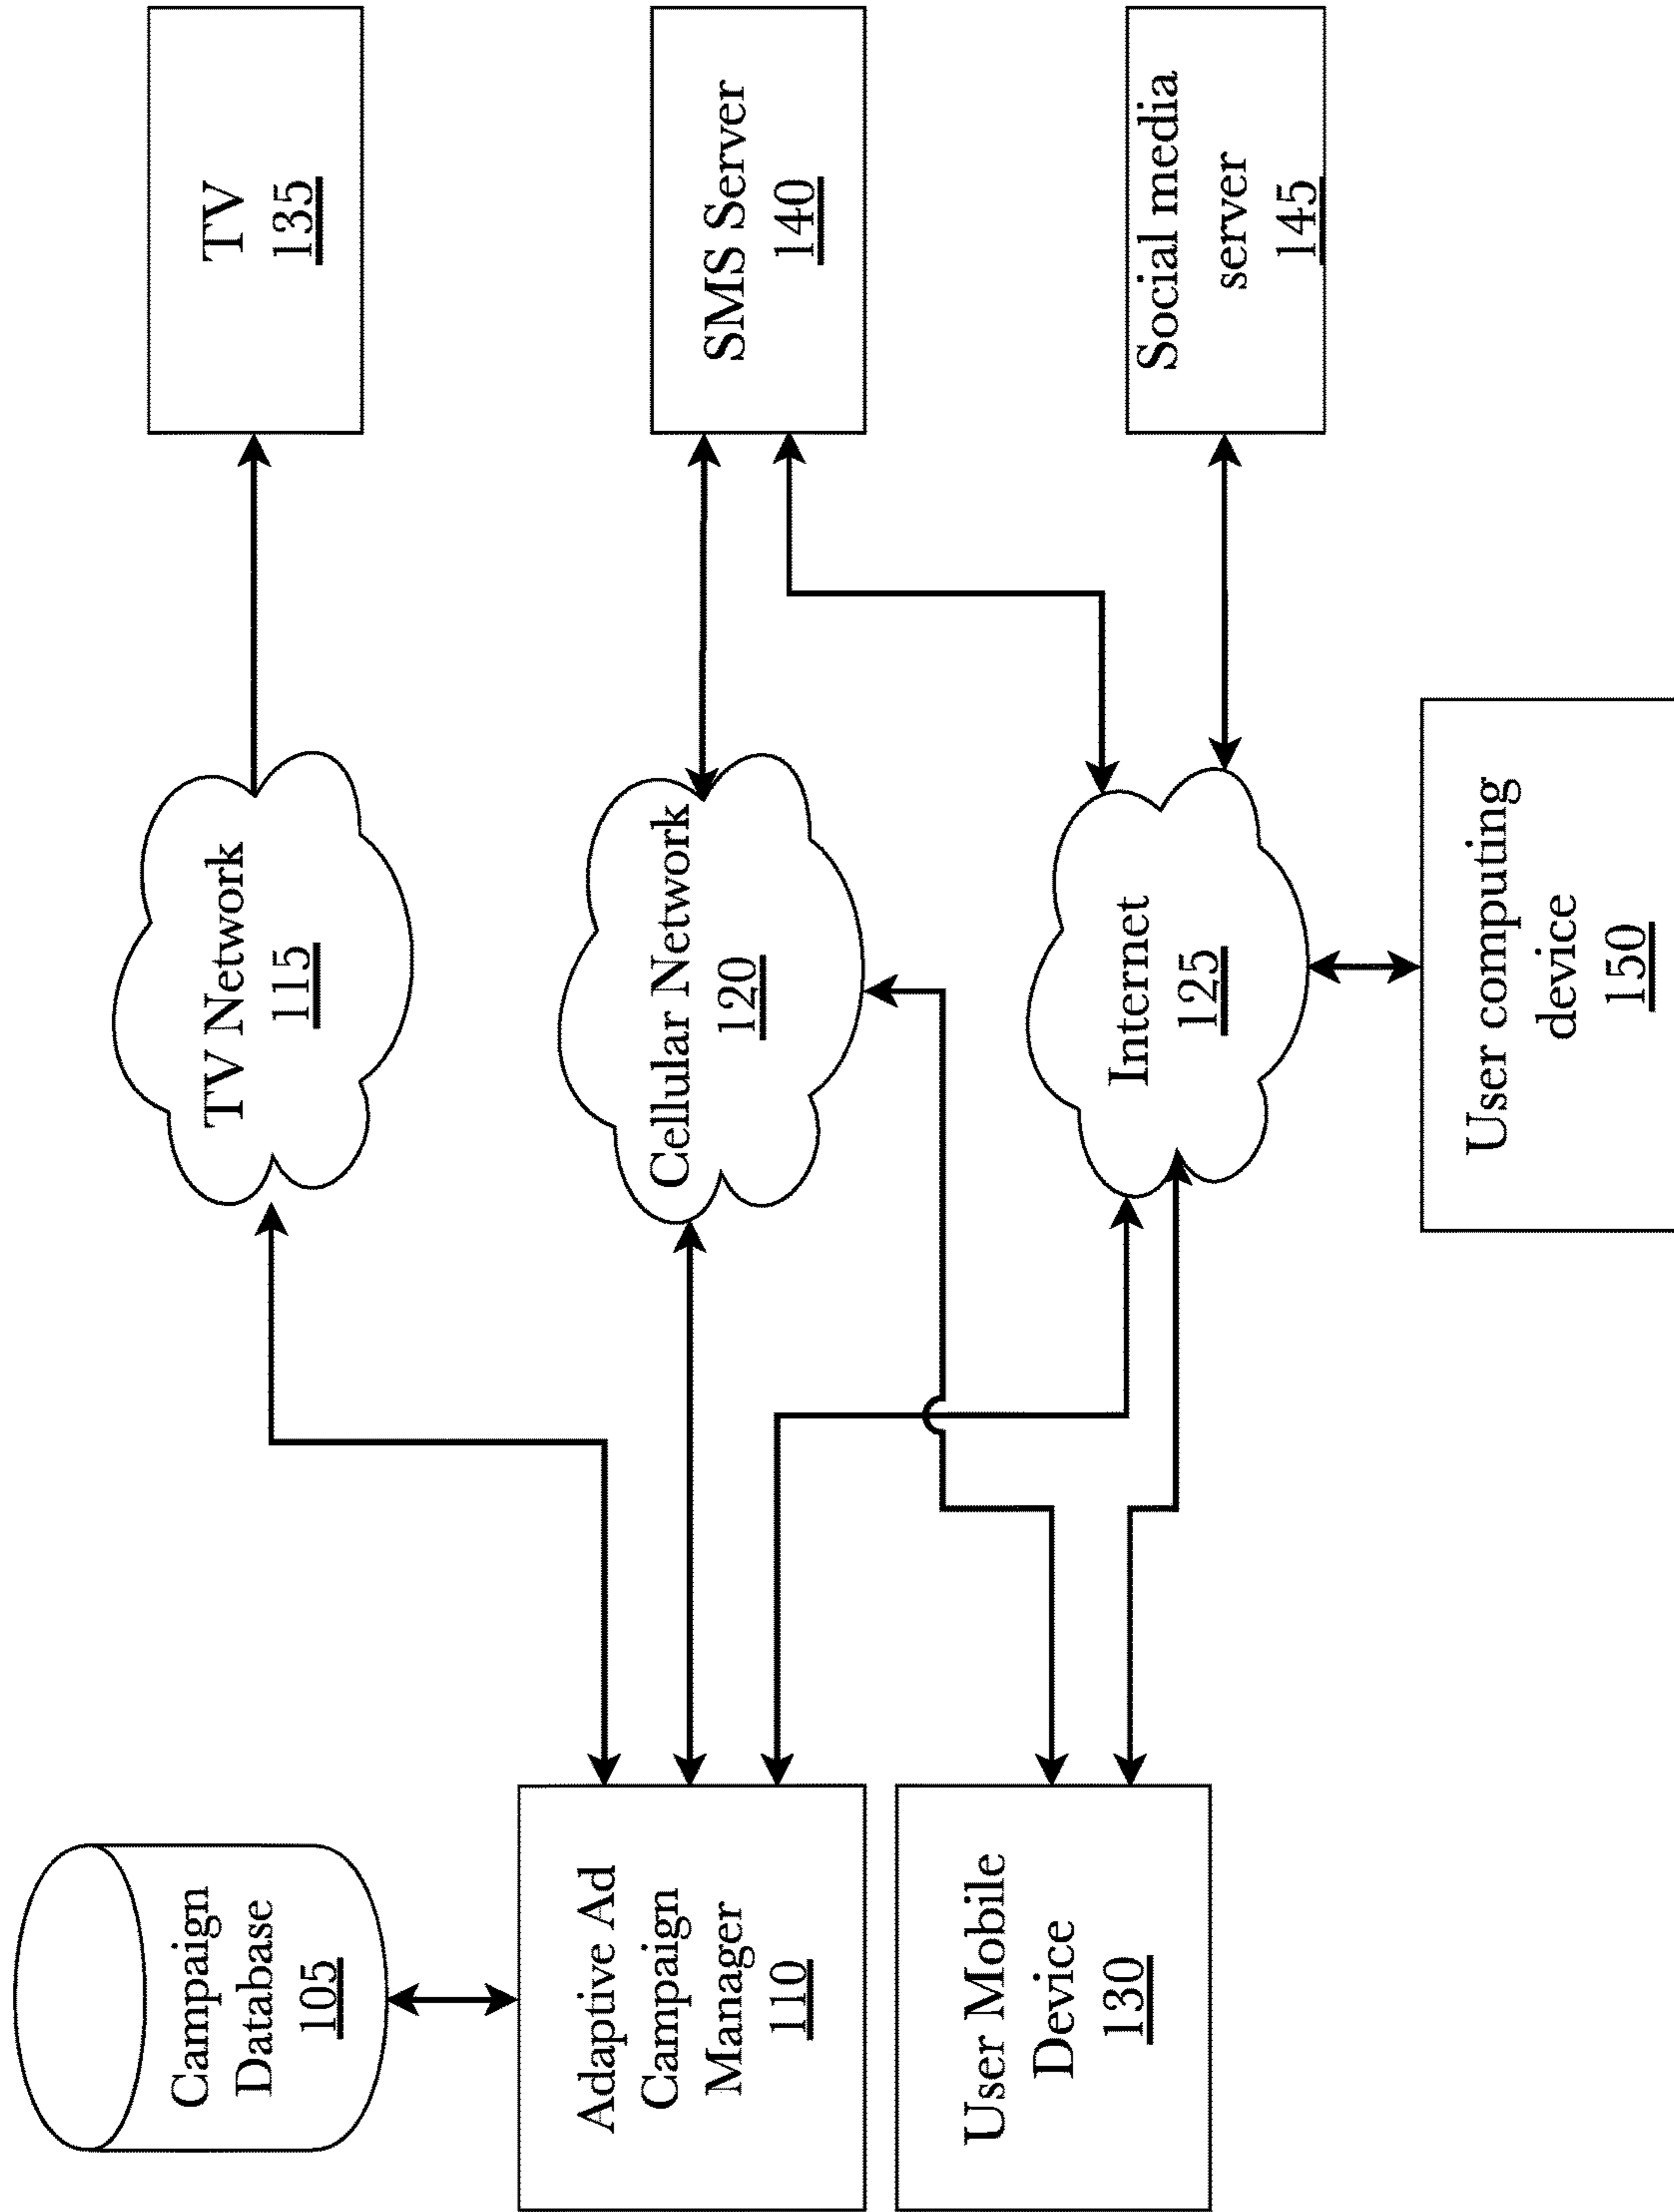 Campaign
Database
105
Adaptive Ad
Campaign
Manager
110
User Mobile
Device
130
TV Network
115
Cellular Network
120
Internet
125
User computing
device
150
TV
135
SMS Server
140
Social media
server
145